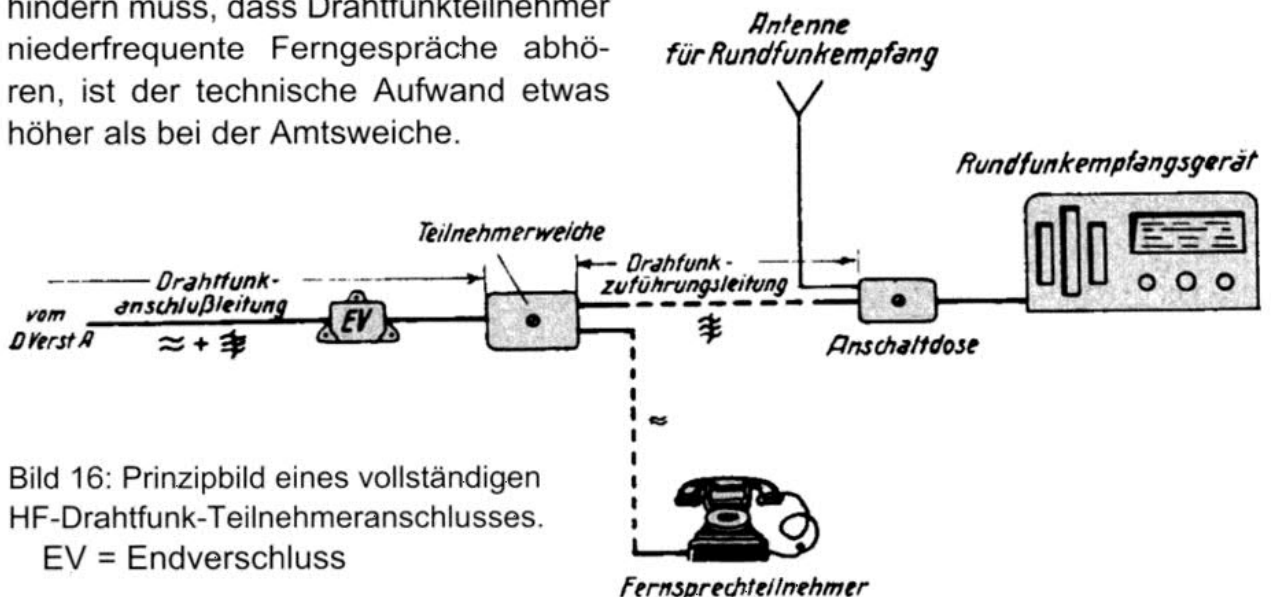 hindern muss, dass Drahtfunkteilnehmer
niederfrequente Ferngespräche abhö-
ren, ist der technische Aufwand etwas
höher als bei der Amtsweiche.
Antenne
für Rundfunkempfang
Rundfunkempfangsgerät
Teilnehmerweiche
Drahtfunk-
anschlußleitung
Drahfunk-
zuführungsleitung
vom
DVerst A
≈ +
EV
Anschaltdose
≈
Bild 16: Prinzipbild eines vollständigen
HF-Drahtfunk-Teilnehmeranschlusses.
EV = Endverschluss
Fernsprechteilnehmer